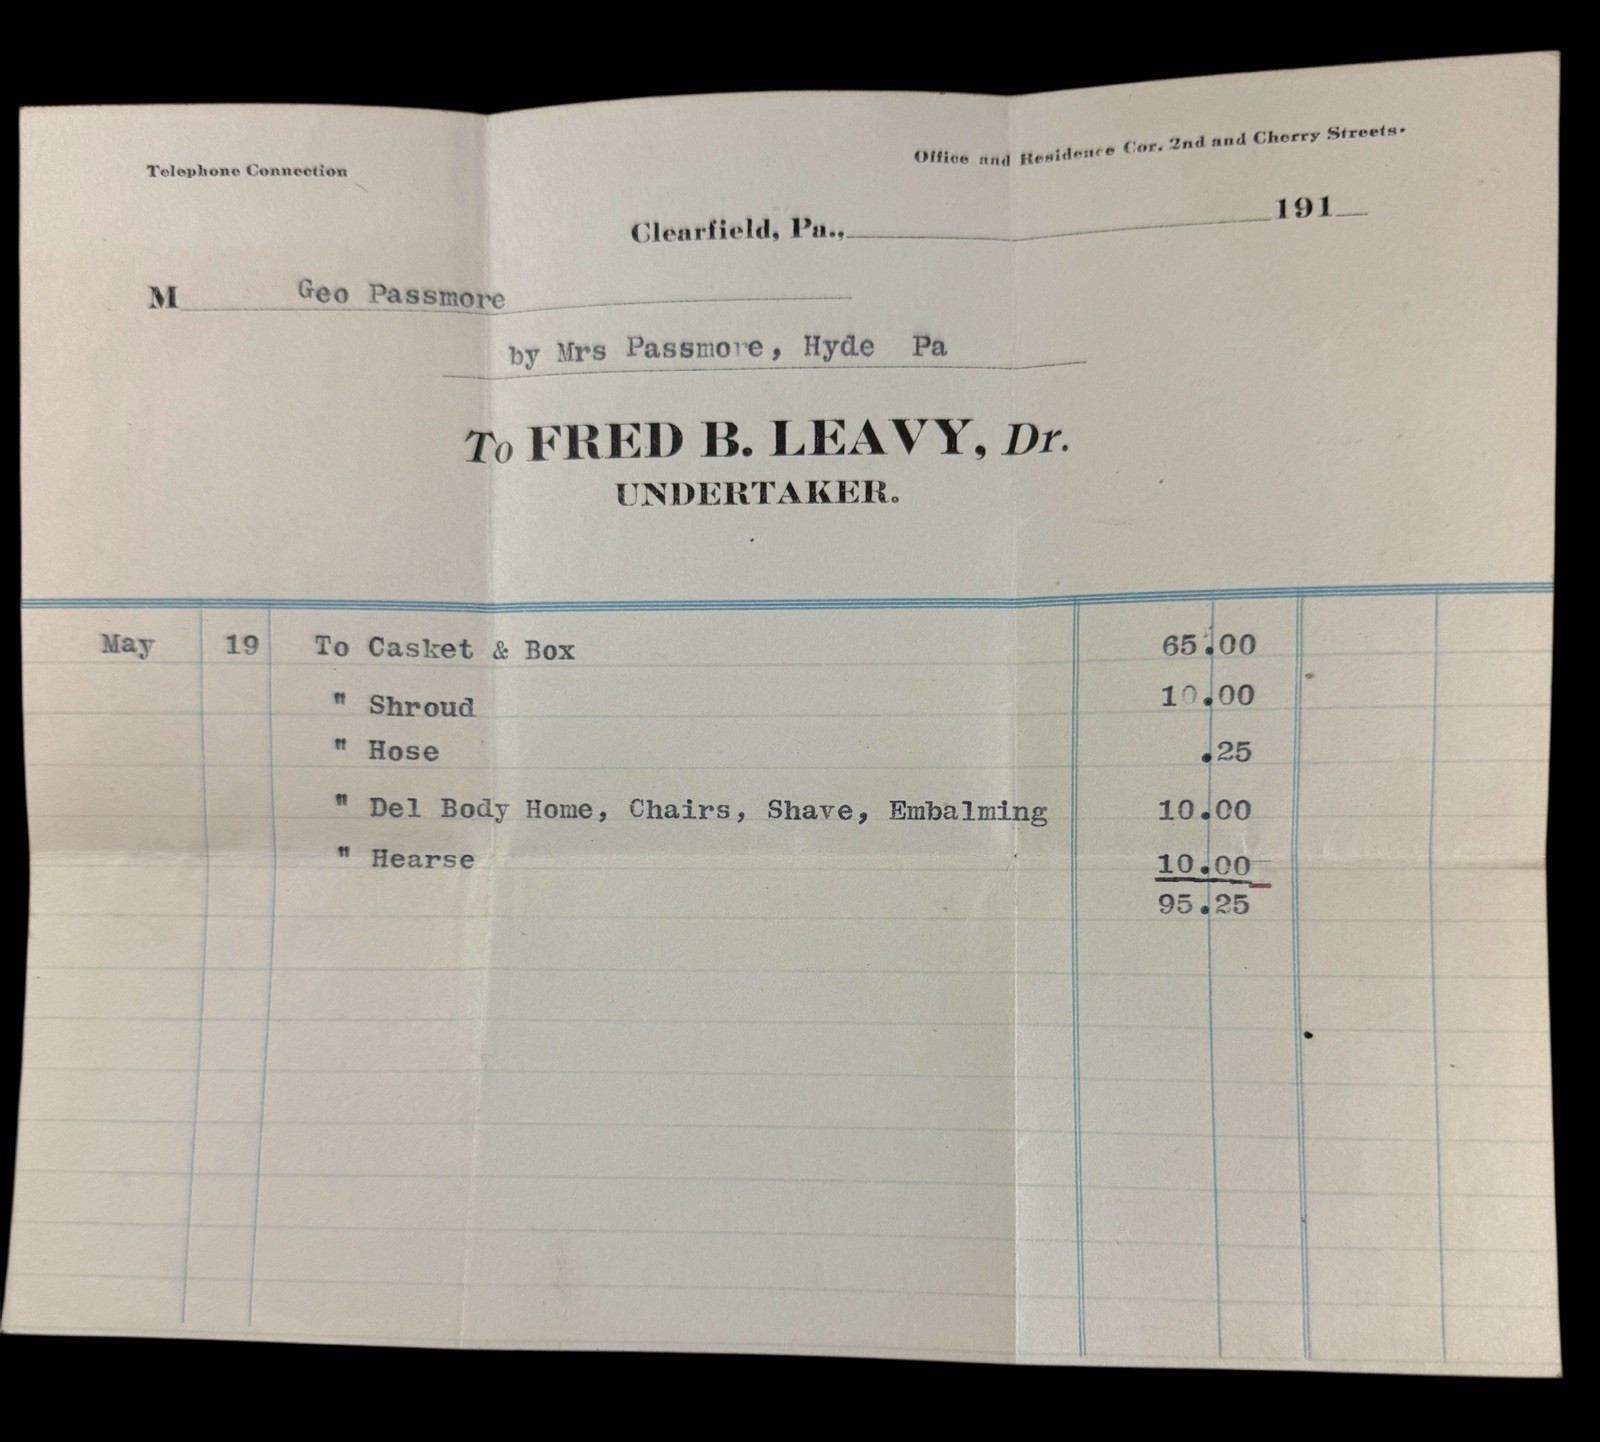 Telephone Connection
Office and Residence Cor. 2nd and Cherry Streets.
Clearfield, Pa., 191
M Geo Passmore
by Mrs Passmore, Hyde Pa
To FRED B. LEAVY, Dr.
UNDERTAKER.
May 19 To Casket & Box 65.00
" Shroud 10.00
" Hose .25
" Del Body Home, Chairs, Shave, Embalming 10.00
" Hearse 10.00
95.25